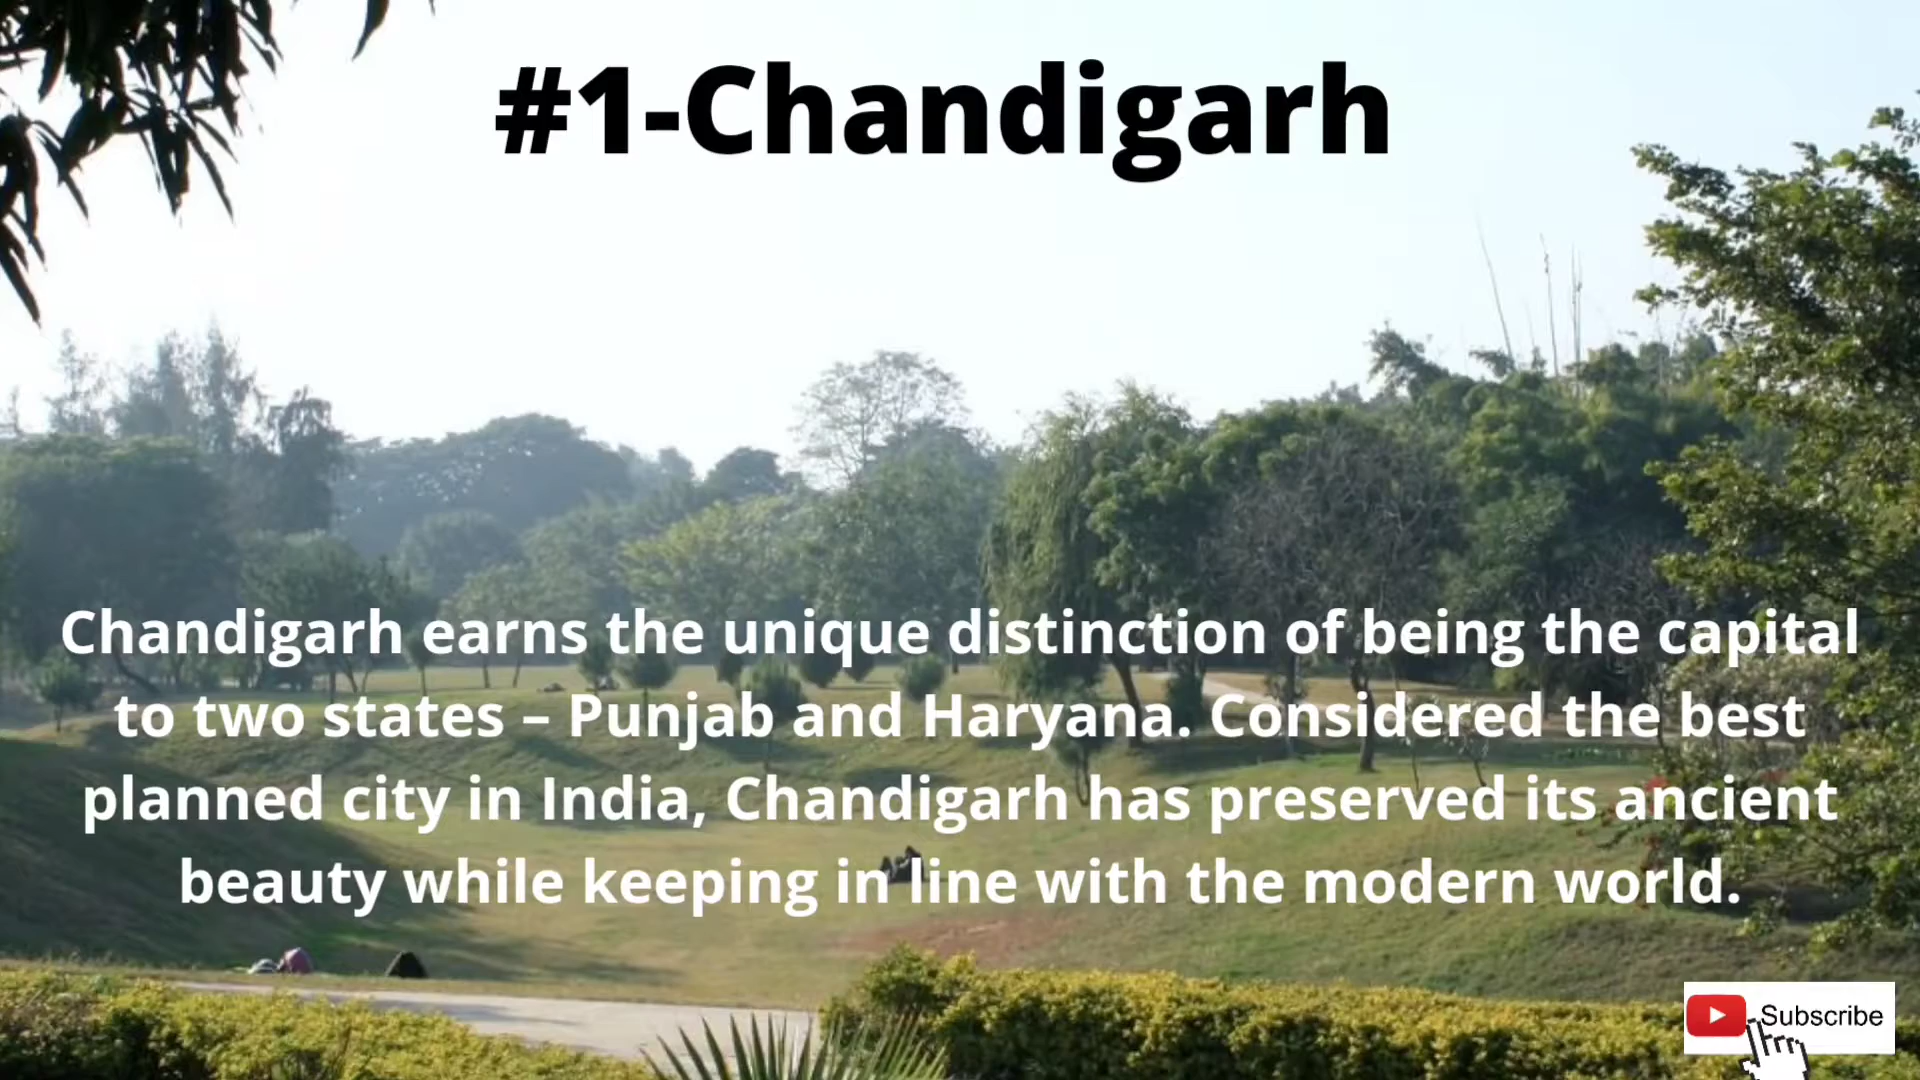 #1-Chandigarh
Chandigarh earns the unique distinction of being the capital
to two states – Punjab and Haryana. Considered the best
planned city in India, Chandigarh has preserved its ancient
beauty while keeping in line with the modern world.
Subscribe